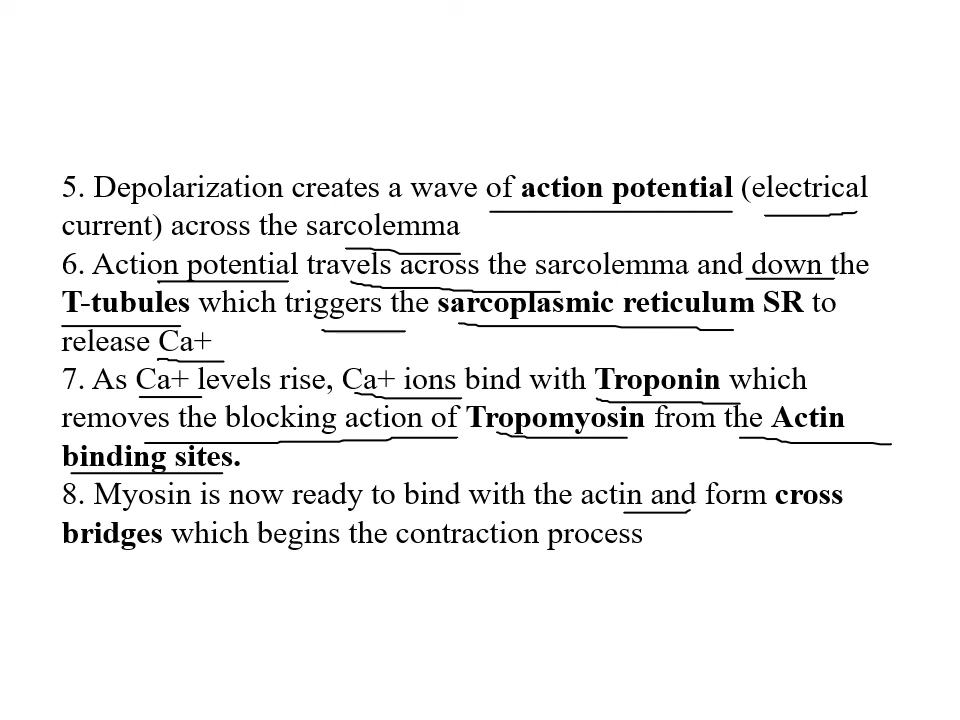 5. Depolarization creates a wave of action potential (electrical
current) across the sarcolemma
6. Action potential travels across the sarcolemma and down the
T-tubules which triggers the sarcoplasmic reticulum SR to
release Ca+
7. As Ca+ levels rise, Ca+ ions bind with Troponin which
removes the blocking action of Tropomyosin from the Actin
binding sites.
8. Myosin is now ready to bind with the actin and form cross
bridges which begins the contraction process